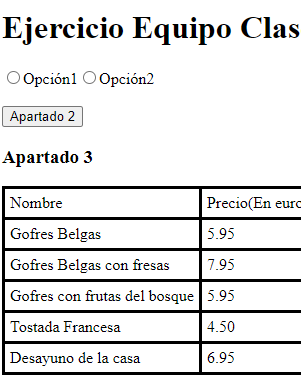 Ejercicio Equipo Clas
Opción1 Opción2
Apartado 2
Apartado 3
Nombre Precio(En euro
Gofres Belgas 5.95
Gofres Belgas con fresas 7.95
Gofres con frutas del bosque 5.95
Tostada Francesa 4.50
Desayuno de la casa 6.95